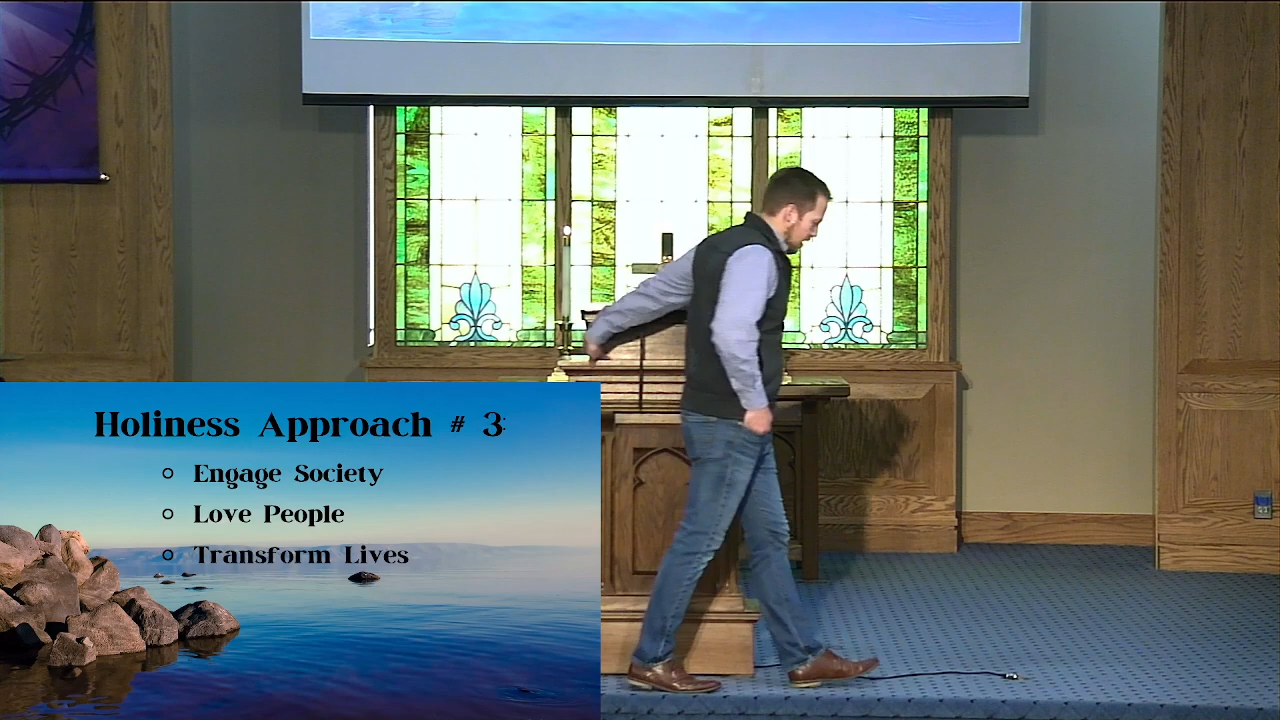 Holiness Approach # 3:
Engage Society
Love People
Transform Lives